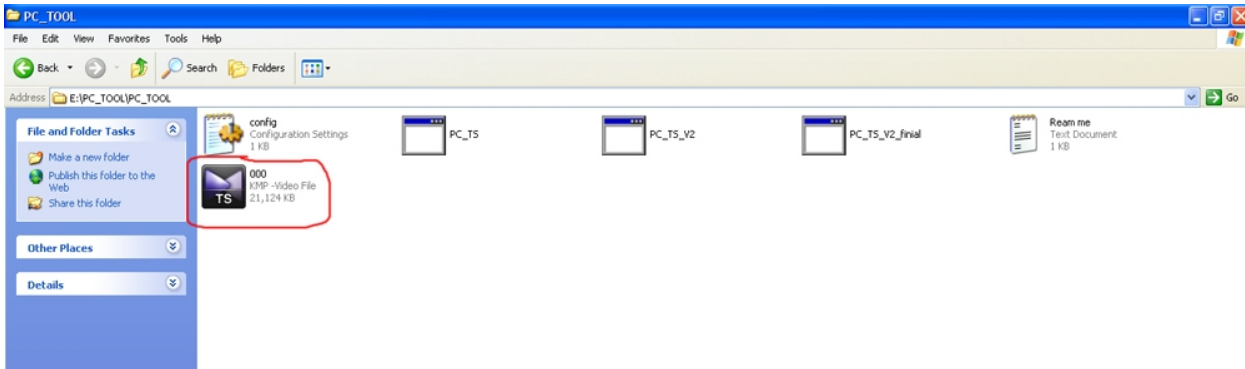 PC_TOOL
File Edit View Favorites Tools Help
Back Search Folders
Address E:\PC_TOOL\PC_TOOL Go
File and Folder Tasks
Make a new folder
Publish this folder to the
Web
Share this folder
Other Places
Details
config
Configuration Settings
1 KB
PC_TS
PC_TS_V2
PC_TS_V2_finial
Ream me
Text Document
1 KB
TS
000
KMP -Video File
21,124 KB